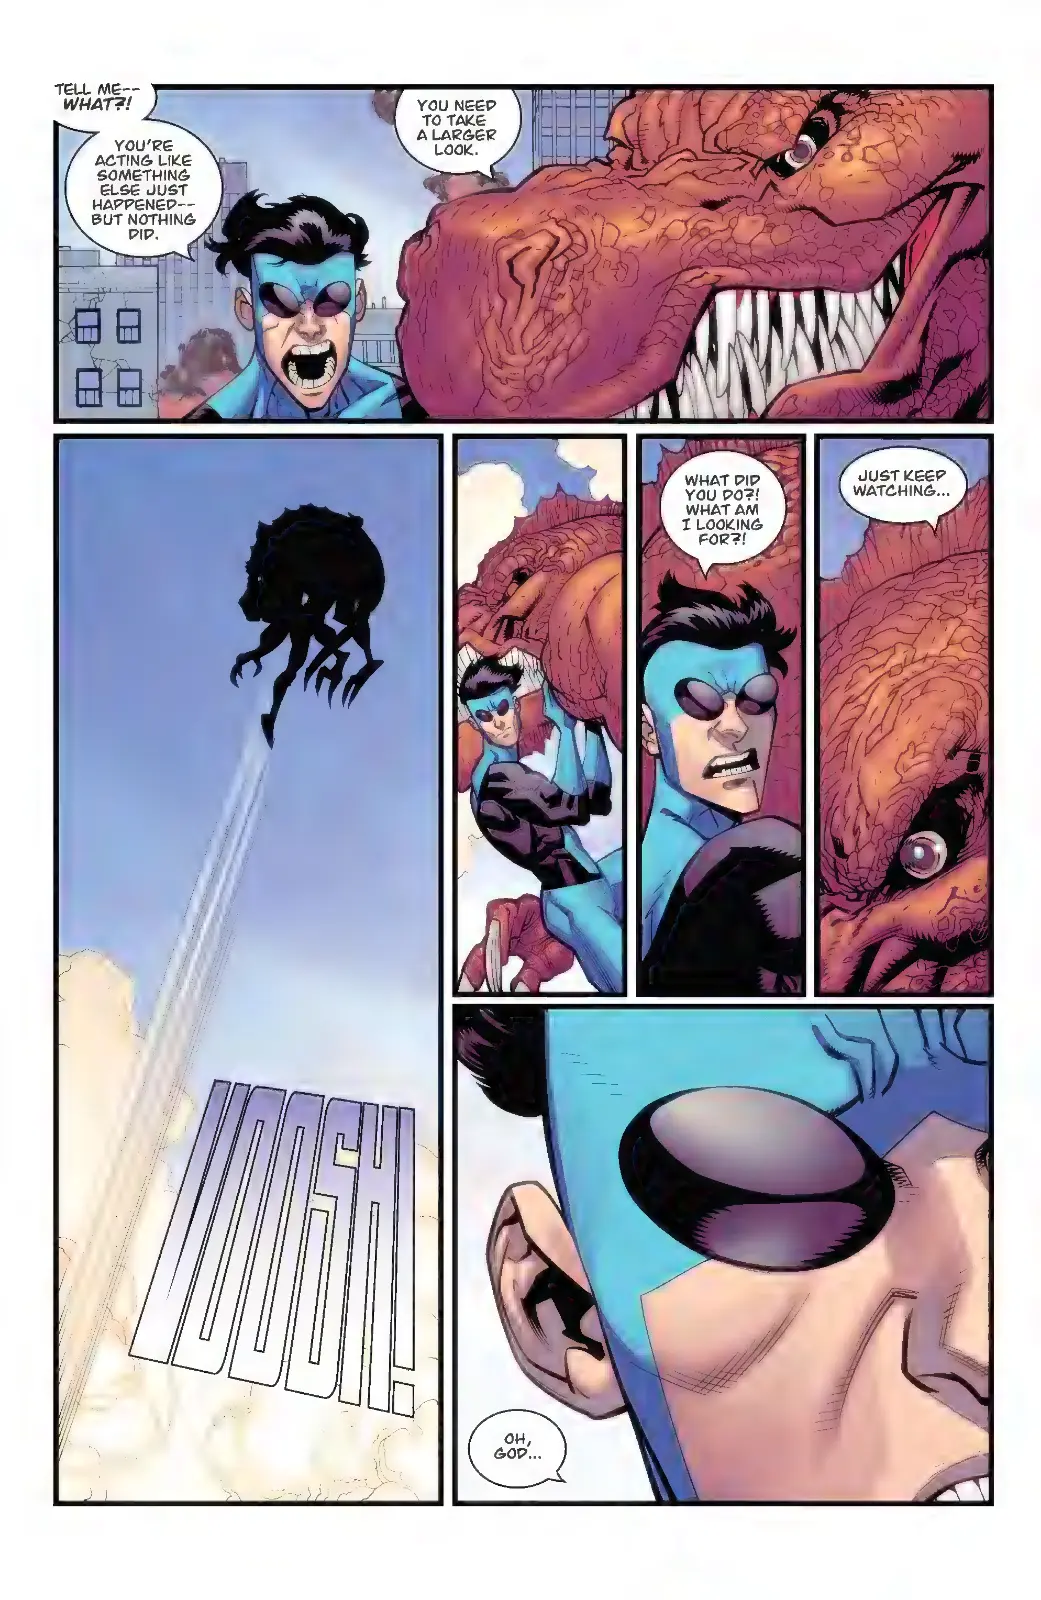 TELL ME--
WHAT?!
YOU'RE
ACTING LIKE
SOMETHING
ELSE JUST
HAPPENED--
BUT NOTHING
DID.
YOU NEED
TO TAKE
A LARGER
LOOK.
VOOOSH!
WHAT DID
YOU DO?!
WHAT AM
I LOOKING
FOR?!
JUST KEEP
WATCHING...
OH,
GOD...